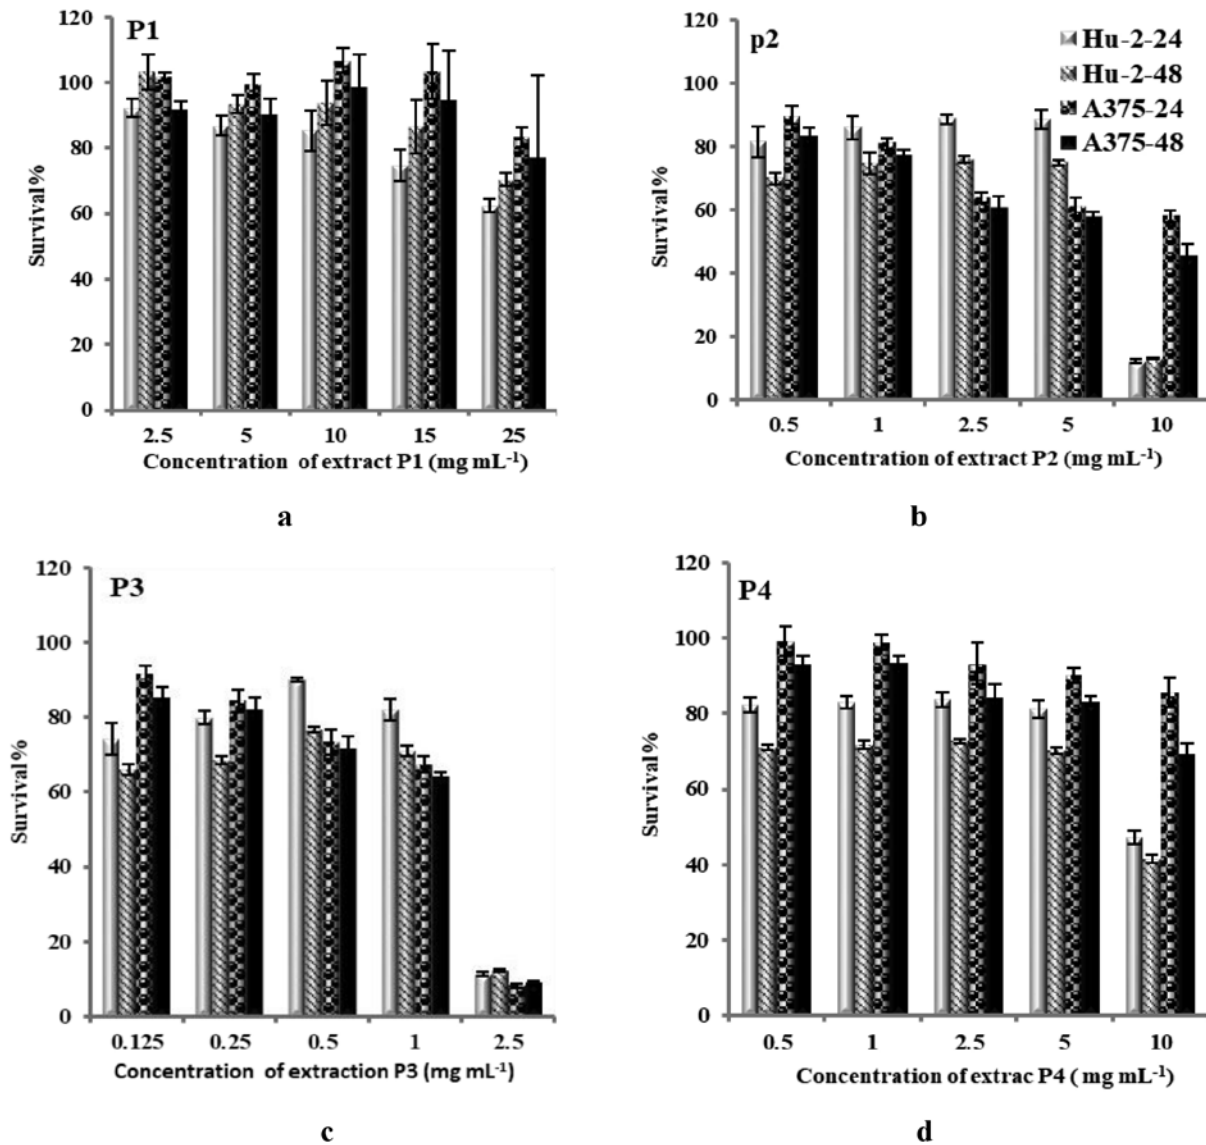 P1
120
100
80
60
40
20
0
Survival%
2.5 5 10 15 25
Concentration of extract P1 (mg mL⁻¹)
a
p2
Hu-2-24
Hu-2-48
A375-24
A375-48
120
100
80
60
40
20
0
Survival%
0.5 1 2.5 5 10
Concentration of extract P2 (mg mL⁻¹)
b
P3
120
100
80
60
40
20
0
Survival%
0.125 0.25 0.5 1 2.5
Concentration of extraction P3 (mg mL⁻¹)
c
P4
120
100
80
60
40
20
0
Survival%
0.5 1 2.5 5 10
Concentration of extrac P4 ( mg mL⁻¹)
d